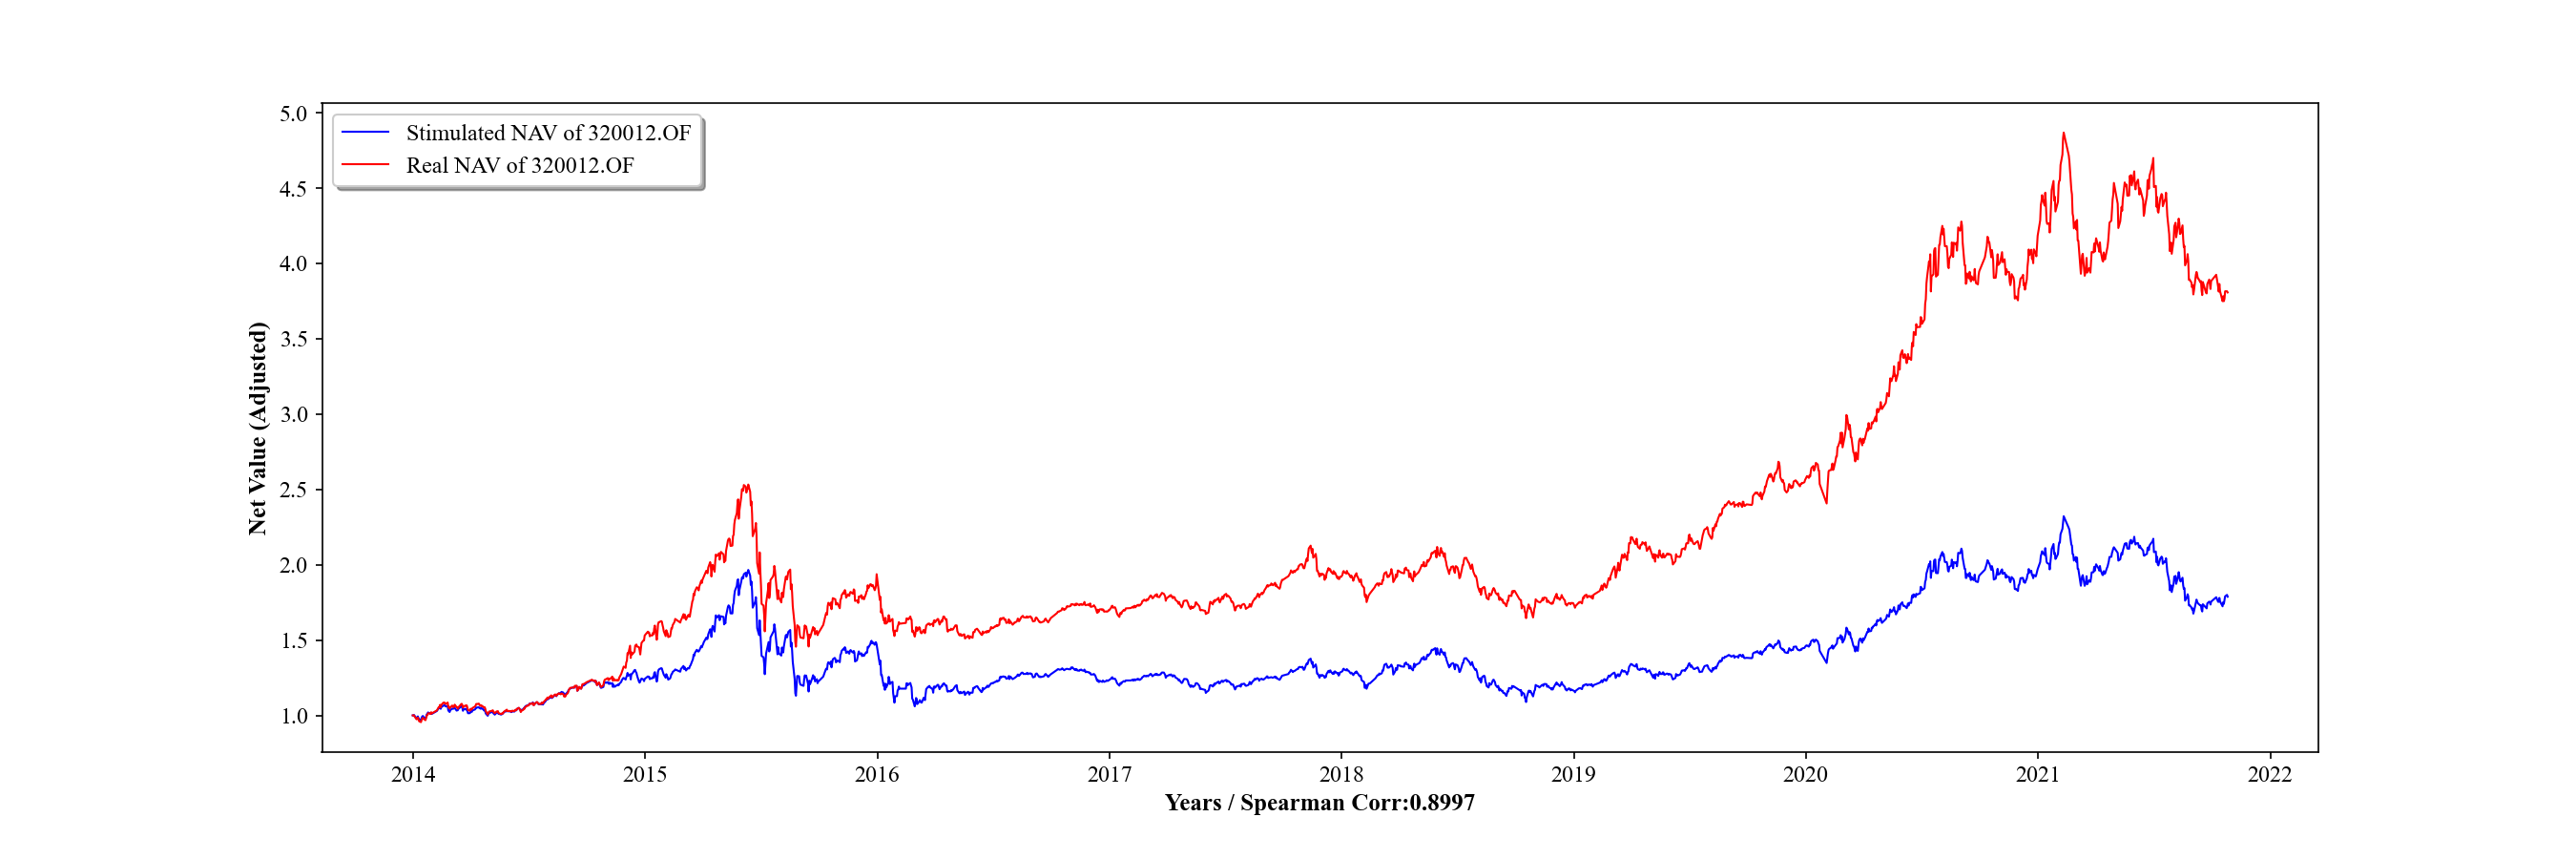 Stimulated NAV of 320012.OF
Real NAV of 320012.OF
5.0
4.5
4.0
3.5
3.0
2.5
2.0
1.5
1.0
Net Value (Adjusted)
2014 2015 2016 2017 2018 2019 2020 2021 2022
Years / Spearman Corr:0.8997